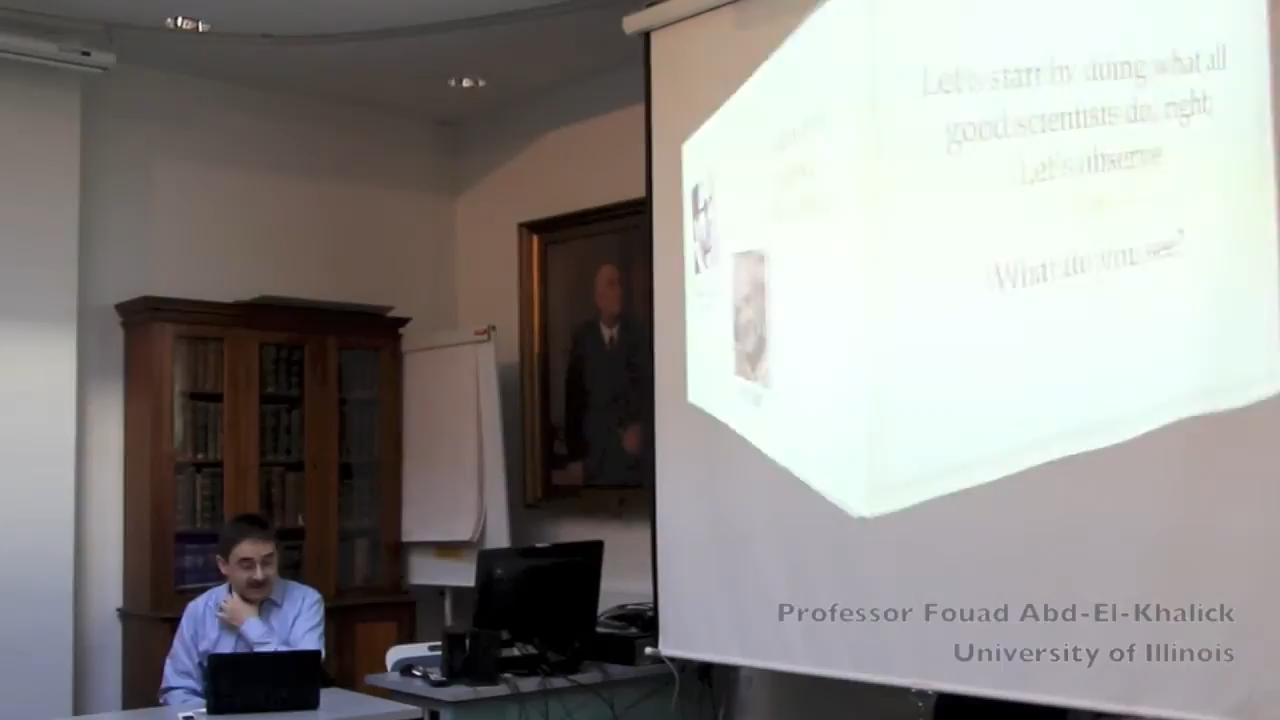 Let's start by doing what all
good scientists do, right;
Let's observe
What do you see?
Professor Fouad Abd-El-Khalick
University of Illinois